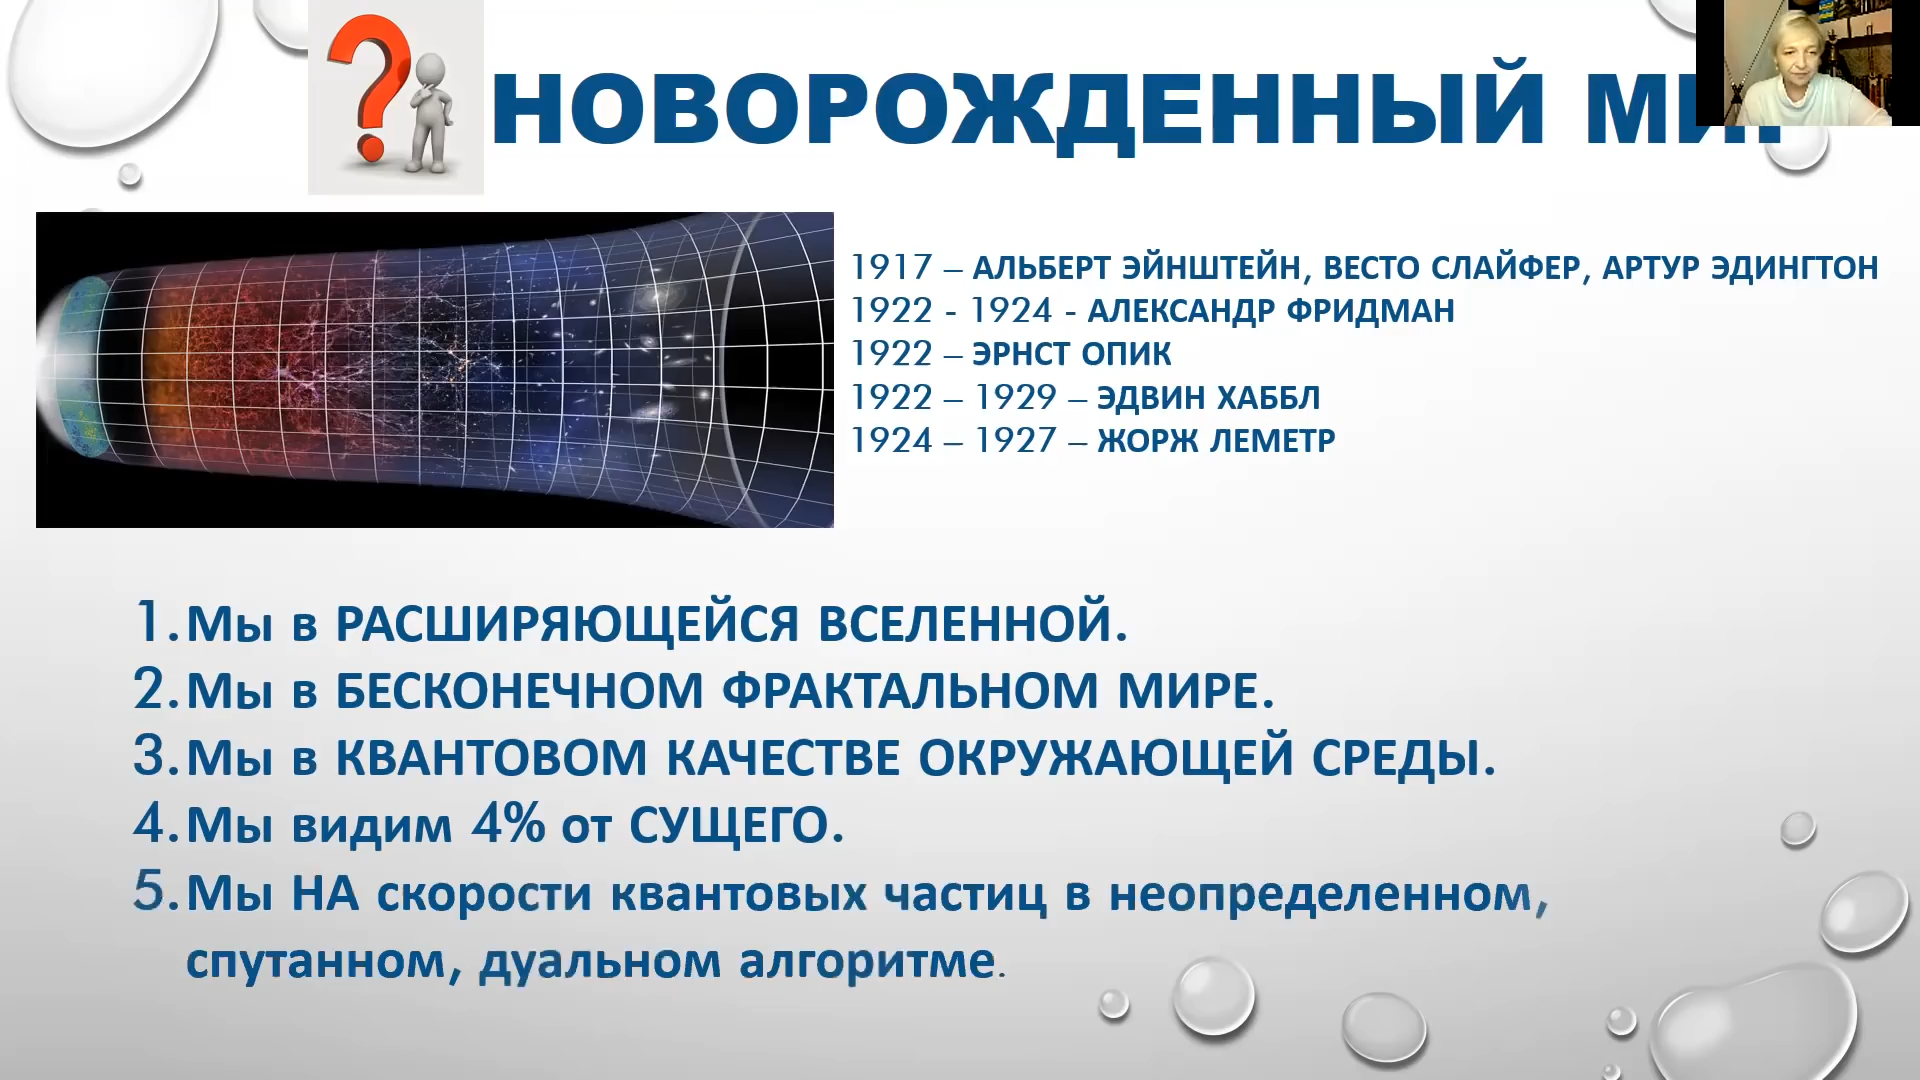 НОВОРОЖДЕННЫЙ
1917 – АЛЬБЕРТ ЭЙНШТЕЙН, ВЕСТО СЛАЙФЕР, АРТУР ЭДИНГТОН
1922 - 1924 - АЛЕКСАНДР ФРИДМАН
1922 – ЭРНСТ ОПИК
1922 – 1929 – ЭДВИН ХАББЛ
1924 – 1927 – ЖОРЖ ЛЕМЕТР
1. Мы в РАСШИРЯЮЩЕЙСЯ ВСЕЛЕННОЙ.
2. Мы в БЕСКОНЕЧНОМ ФРАКТАЛЬНОМ МИРЕ.
3. Мы в КВАНТОВОМ КАЧЕСТВЕ ОКРУЖАЮЩЕЙ СРЕДЫ.
4. Мы видим 4% от СУЩЕГО.
5. Мы НА скорости квантовых частиц в неопределенном,
спутанном, дуальном алгоритме.